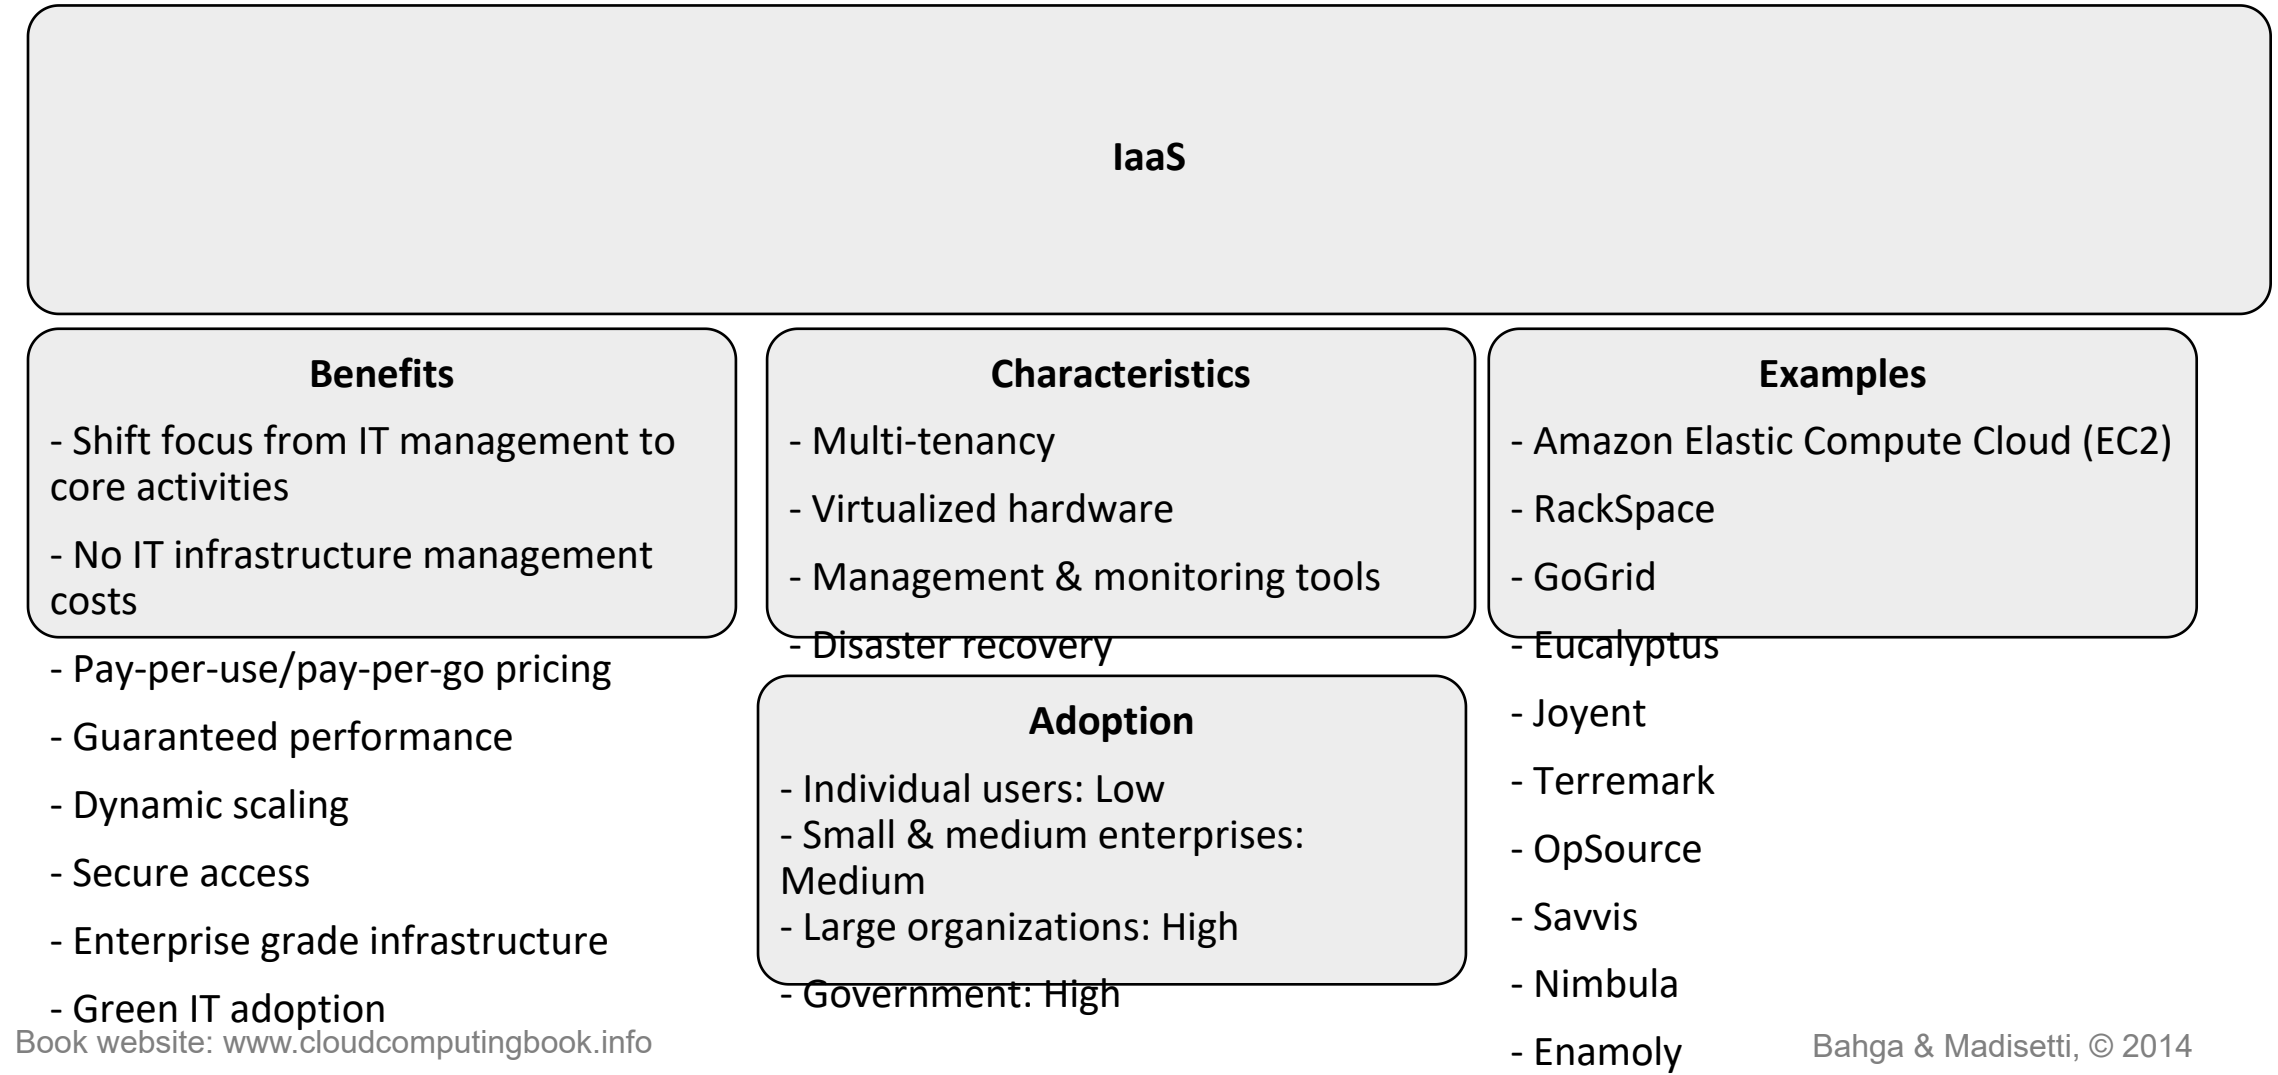 IaaS
Benefits
- Shift focus from IT management to
core activities
- No IT infrastructure management
costs
- Pay-per-use/pay-per-go pricing
- Guaranteed performance
- Dynamic scaling
- Secure access
- Enterprise grade infrastructure
- Green IT adoption
Characteristics
- Multi-tenancy
- Virtualized hardware
- Management & monitoring tools
- Disaster recovery
Adoption
- Individual users: Low
- Small & medium enterprises:
Medium
- Large organizations: High
- Government: High
Examples
- Amazon Elastic Compute Cloud (EC2)
- RackSpace
- GoGrid
- Eucalyptus
- Joyent
- Terremark
- OpSource
- Savvis
- Nimbula
- Enamoly
Book website: www.cloudcomputingbook.info
Bahga & Madisetti, © 2014